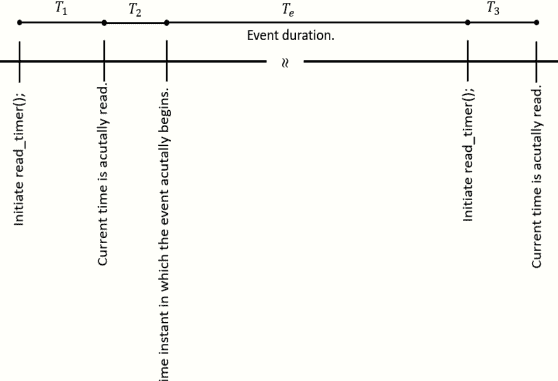 T₁
T₂
Tₑ
T₃
Event duration.
≈
Initiate read_timer();
Current time is acutally read.
ime instant in which the event acutally begins.
Initiate read_timer();
Current time is acutally read.